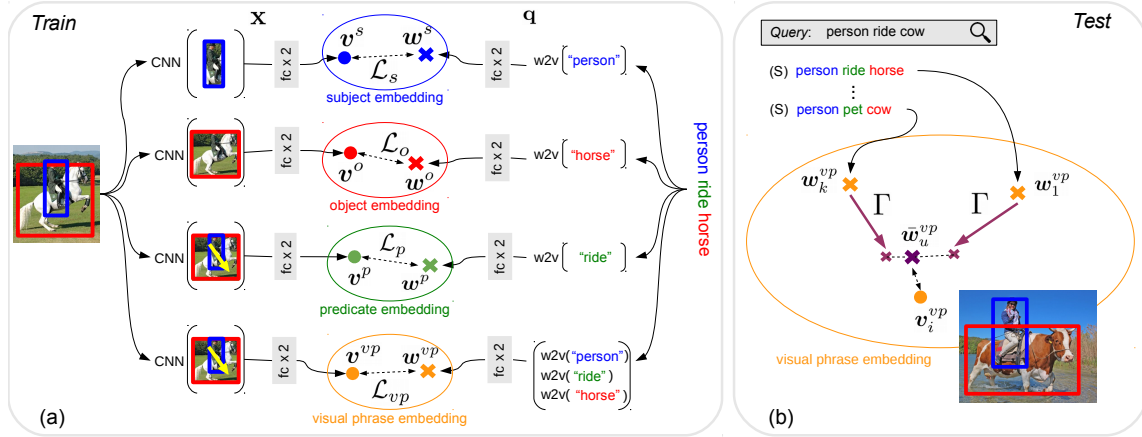 Train
x
q
CNN
fc x 2
v^s
w^s
L_s
subject embedding
fc x 2
w2v ( “person” )
CNN
fc x 2
v^o
L_o
w^o
object embedding
fc x 2
w2v ( “horse” )
CNN
fc x 2
v^p
L_p
w^p
predicate embedding
fc x 2
w2v ( “ride” )
CNN
fc x 2
v^{vp}
w^{vp}
L_{vp}
visual phrase embedding
fc x 2
w2v( “person” )
w2v( “ride” )
w2v( “horse” )
person ride horse
(a)
Test
Query: person ride cow
(S) person ride horse
⋮
(S) person pet cow
w_k^{vp}
w_1^{vp}
Γ
Γ
w̄_u^{vp}
v_i^{vp}
visual phrase embedding
(b)